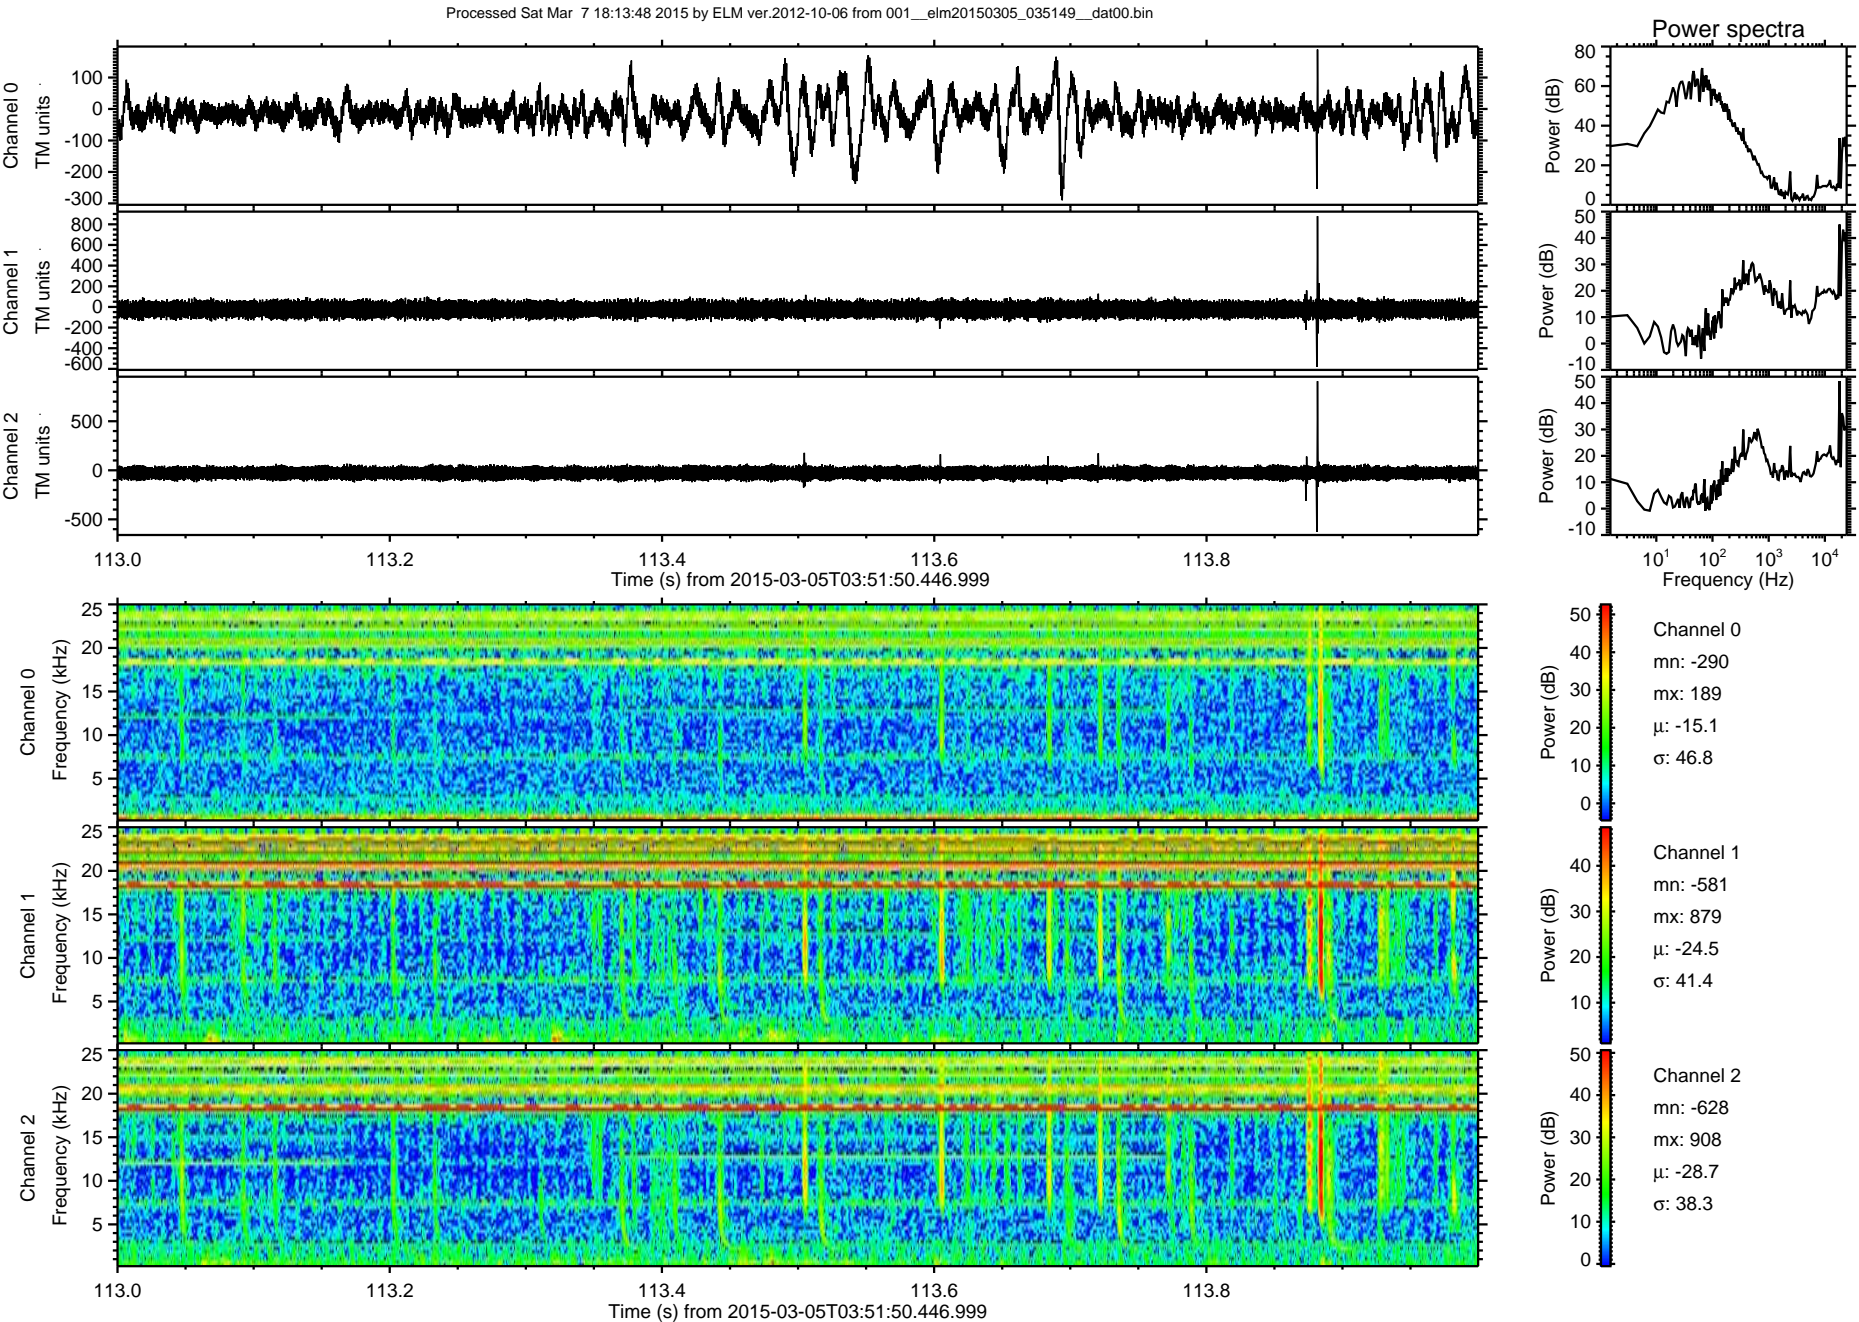 Processed Sat Mar 7 18:13:48 2015 by ELM ver.2012-10-06 from 001__elm20150305_035149__dat00.bin
Power spectra
Channel 0
TM units
100
0
-100
-200
-300
Power (dB)
80
60
40
20
0
Channel 1
TM units
800
600
400
200
0
-200
-400
-600
Power (dB)
50
40
30
20
10
0
-10
Channel 2
TM units
500
0
-500
Power (dB)
50
40
30
20
10
0
-10
113.0 113.2 113.4 113.6 113.8
Time (s) from 2015-03-05T03:51:50.446.999
10^1 10^2 10^3 10^4
Frequency (Hz)
Channel 0
Frequency (kHz)
25
20
15
10
5
Power (dB)
50
40
30
20
10
0
Channel 0
mn: -290
mx: 189
μ: -15.1
σ: 46.8
Channel 1
Frequency (kHz)
25
20
15
10
5
Power (dB)
40
30
20
10
Channel 1
mn: -581
mx: 879
μ: -24.5
σ: 41.4
Channel 2
Frequency (kHz)
25
20
15
10
5
Power (dB)
50
40
30
20
10
0
Channel 2
mn: -628
mx: 908
μ: -28.7
σ: 38.3
113.0 113.2 113.4 113.6 113.8
Time (s) from 2015-03-05T03:51:50.446.999